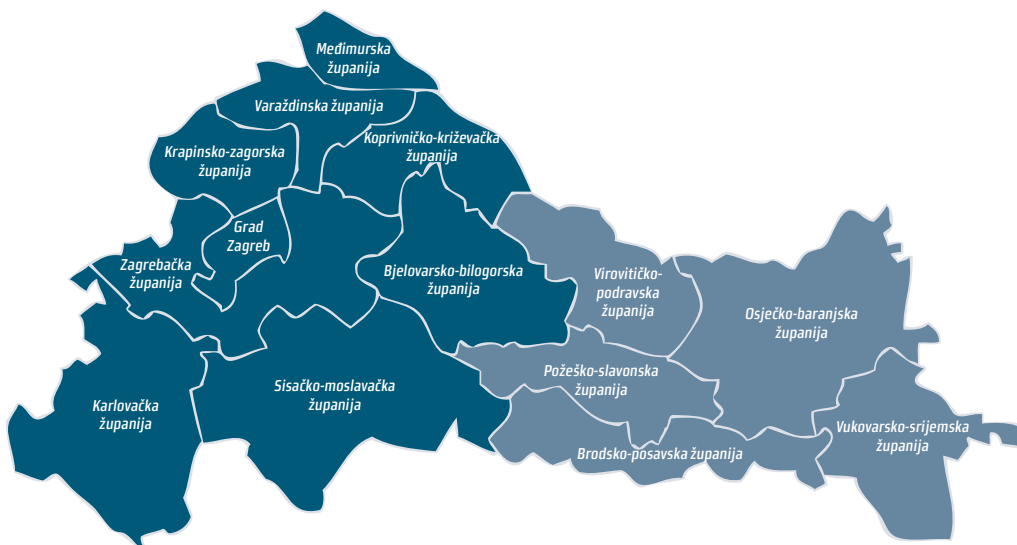 Međimurska
županija
Varaždinska županija
Koprivničko-križevačka
županija
Krapinsko-zagorska
županija
Grad
Zagreb
Zagrebačka
županija
Bjelovarsko-bilogorska
županija
Virovitičko-
podravska
županija
Osječko-baranjska
županija
Požeško-slavonska
županija
Sisačko-moslavačka
županija
Karlovačka
županija
Vukovarsko-srijemska
županija
Brodsko-posavska županija